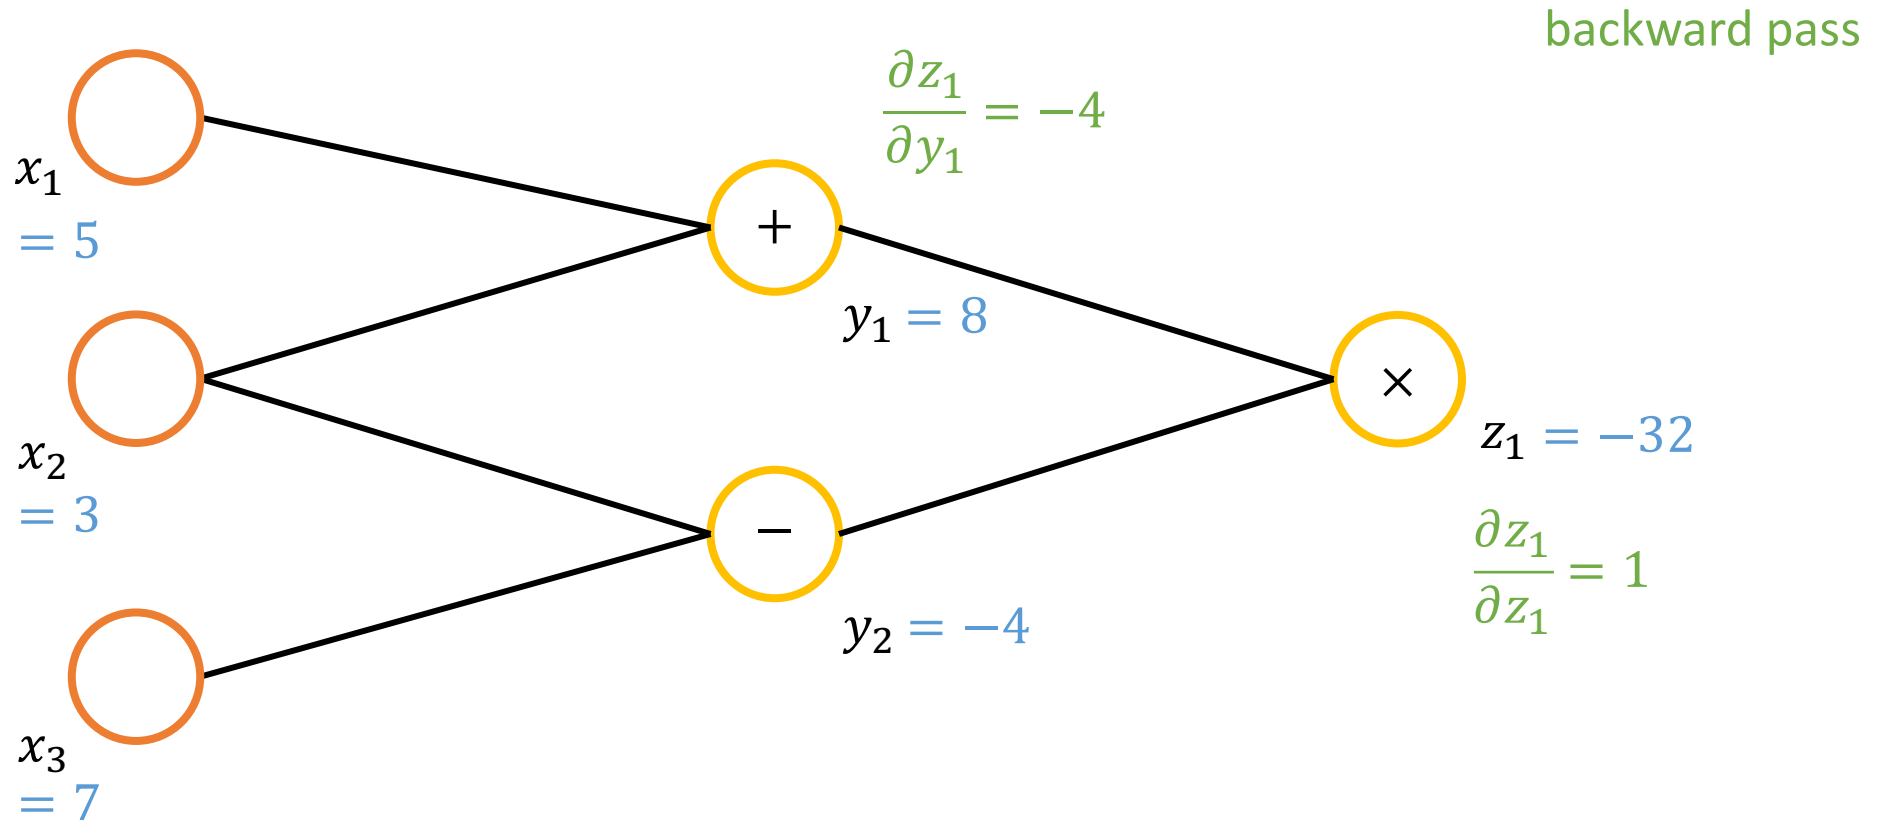 backward pass
∂z₁/∂y₁ = −4
x₁
= 5
+
y₁ = 8
x₂
= 3
×
z₁ = −32
−
∂z₁/∂z₁ = 1
y₂ = −4
x₃
= 7